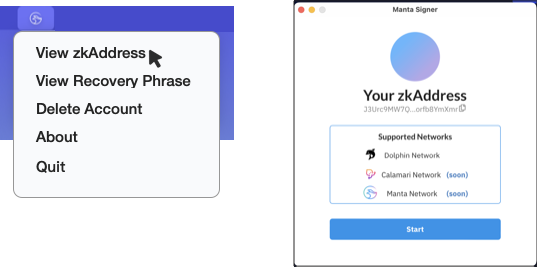 View zkAddress
View Recovery Phrase
Delete Account
About
Quit
Manta Signer
Your zkAddress
J3Urc9MW7Q...orfb8YmXmr
Supported Networks
Dolphin Network
Calamari Network (soon)
Manta Network (soon)
Start